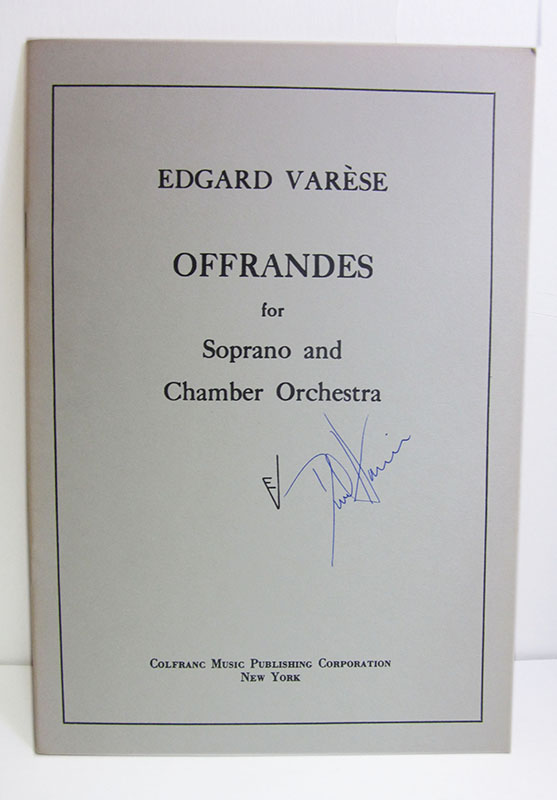 EDGARD VARÈSE
OFFRANDES
for
Soprano and
Chamber Orchestra
COLFRANC MUSIC PUBLISHING CORPORATION
NEW YORK